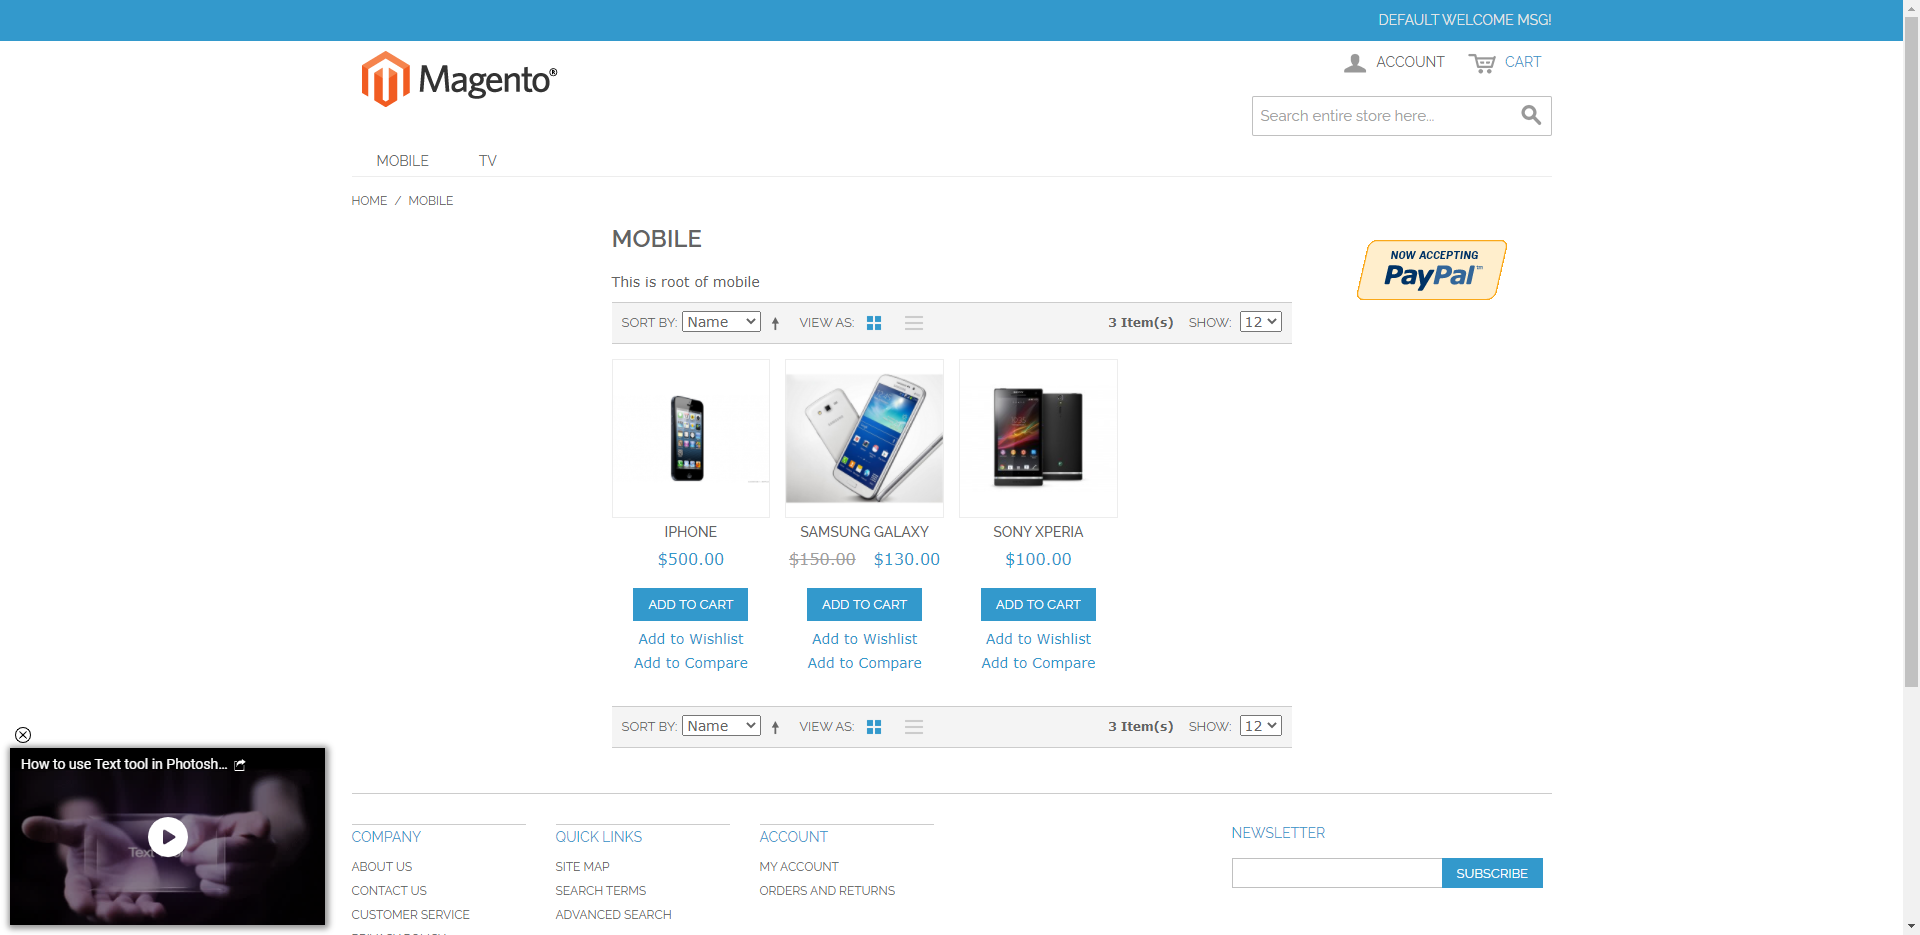 DEFAULT WELCOME MSG!
Magento®
ACCOUNT CART
Search entire store here...
MOBILE TV
HOME / MOBILE
MOBILE
NOW ACCEPTING
PayPal™
This is root of mobile
SORT BY: Name VIEW AS: 3 Item(s) SHOW: 12
IPHONE
$500.00
ADD TO CART
Add to Wishlist
Add to Compare
SAMSUNG GALAXY
$150.00 $130.00
ADD TO CART
Add to Wishlist
Add to Compare
SONY XPERIA
$100.00
ADD TO CART
Add to Wishlist
Add to Compare
SORT BY: Name VIEW AS: 3 Item(s) SHOW: 12
How to use Text tool in Photosh...
COMPANY
ABOUT US
CONTACT US
CUSTOMER SERVICE
PRIVACY POLICY
QUICK LINKS
SITE MAP
SEARCH TERMS
ADVANCED SEARCH
ACCOUNT
MY ACCOUNT
ORDERS AND RETURNS
NEWSLETTER
SUBSCRIBE